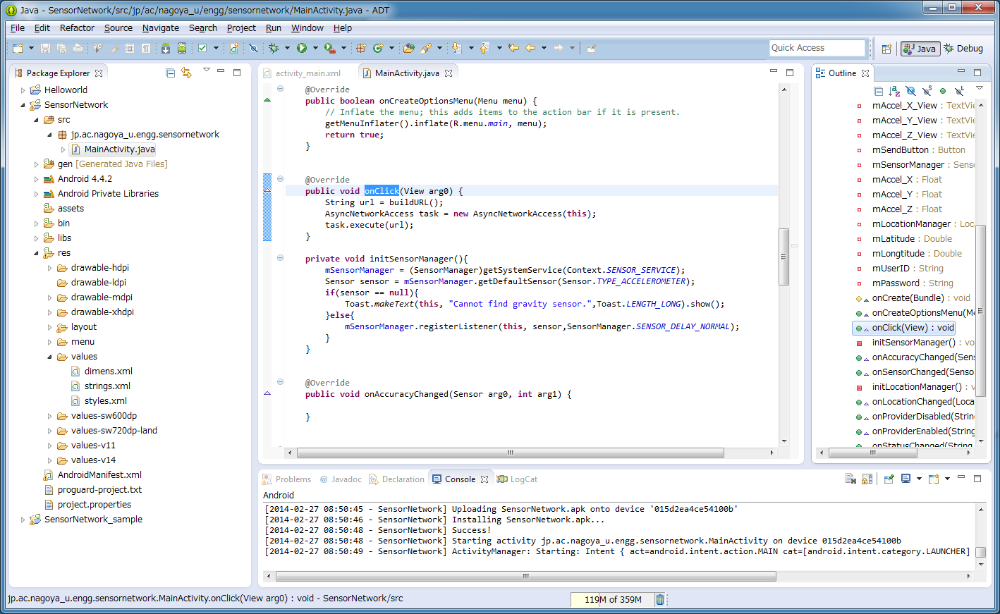 Java - SensorNetwork/src/jp/ac/nagoya_u/engg/sensornetwork/MainActivity.java - ADT
File Edit Refactor Source Navigate Search Project Run Window Help
Quick Access
Java
Debug
Package Explorer
Helloworld
SensorNetwork
src
jp.ac.nagoya_u.engg.sensornetwork
MainActivity.java
gen [Generated Java Files]
Android 4.4.2
Android Private Libraries
assets
bin
libs
res
drawable-hdpi
drawable-ldpi
drawable-mdpi
drawable-xhdpi
layout
menu
values
dimens.xml
strings.xml
styles.xml
values-sw600dp
values-sw720dp-land
values-v11
values-v14
AndroidManifest.xml
proguard-project.txt
project.properties
SensorNetwork_sample
activity_main.xml
MainActivity.java
@Override
public boolean onCreateOptionsMenu(Menu menu) {
// Inflate the menu; this adds items to the action bar if it is present.
getMenuInflater().inflate(R.menu.main, menu);
return true;
}
@Override
public void onClick(View arg0) {
String url = buildURL();
AsyncNetworkAccess task = new AsyncNetworkAccess(this);
task.execute(url);
}
private void initSensorManager(){
mSensorManager = (SensorManager)getSystemService(Context.SENSOR_SERVICE);
Sensor sensor = mSensorManager.getDefaultSensor(Sensor.TYPE_ACCELEROMETER);
if(sensor == null){
Toast.makeText(this, "Cannot find gravity sensor.",Toast.LENGTH_LONG).show();
}else{
mSensorManager.registerListener(this, sensor,SensorManager.SENSOR_DELAY_NORMAL);
}
}
@Override
public void onAccuracyChanged(Sensor arg0, int arg1) {
}
Outline
mAccel_X_View : TextVi
mAccel_Y_View : TextVi
mAccel_Z_View : TextVi
mSendButton : Button
mSensorManager : Senso
mAccel_X : Float
mAccel_Y : Float
mAccel_Z : Float
mLocationManager : Loc
mLatitude : Double
mLongtitude : Double
mUserID : String
mPassword : String
onCreate(Bundle) : void
onCreateOptionsMenu(Me
onClick(View) : void
initSensorManager() : vo
onAccuracyChanged(Sens
onSensorChanged(Senso
initLocationManager() : v
onLocationChanged(Loca
onProviderDisabled(Strin
onProviderEnabled(String
onStatusChanged(String
Problems
@ Javadoc
Declaration
Console
LogCat
Android
[2014-02-27 08:50:45 - SensorNetwork] Uploading SensorNetwork.apk onto device '015d2ea4ce54100b'
[2014-02-27 08:50:46 - SensorNetwork] Installing SensorNetwork.apk...
[2014-02-27 08:50:48 - SensorNetwork] Success!
[2014-02-27 08:50:48 - SensorNetwork] Starting activity jp.ac.nagoya_u.engg.sensornetwork.MainActivity on device 015d2ea4ce54100b
[2014-02-27 08:50:49 - SensorNetwork] ActivityManager: Starting: Intent { act=android.intent.action.MAIN cat=[android.intent.category.LAUNCHER]
jp.ac.nagoya_u.engg.sensornetwork.MainActivity.onClick(View arg0) : void - SensorNetwork/src
119M of 359M